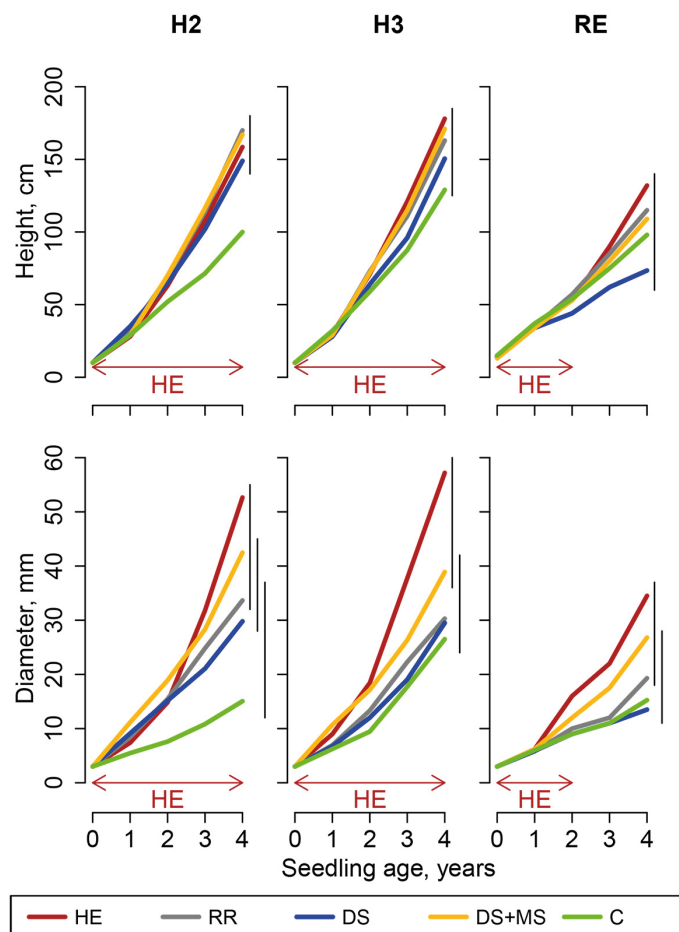 H2 H3 RE
Height, cm
200
150
100
50
0
HE HE HE
Diameter, mm
60
50
40
30
20
10
0
HE HE HE
0 1 2 3 4 0 1 2 3 4 0 1 2 3 4
Seedling age, years
HE RR DS DS+MS C